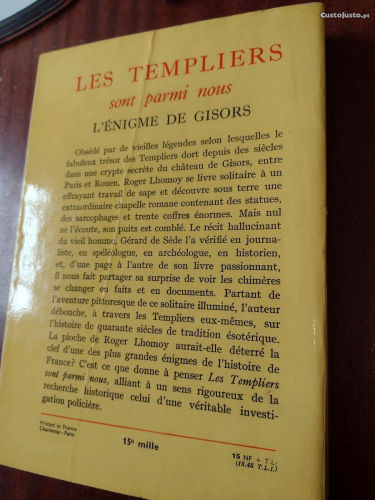 CustoJusto.pt
LES TEMPLIERS
sont parmi nous
L'ÉNIGME DE GISORS
Obsédé par de vieilles légendes selon lesquelles le
fabuleux trésor des Templiers dort depuis des siècles
dans une crypte secrète du château de Gisors, entre
Paris et Rouen, Roger Lhomoy se livre solitaire à un
effrayant travail de sape et découvre sous terre une
extraordinaire chapelle romane contenant des statues,
des sarcophages et trente coffres énormes. Mais nul
ne l'écoute, son puits est comblé. Le récit hallucinant
du vieil homme, Gérard de Sède l'a vérifié en journa-
liste, en spéléologue, en archéologue, en historien,
et, d'une page à l'autre de son livre passionnant,
il nous fait partager sa surprise de voir les chimères
se changer en faits et en documents. Partant de
l'aventure pittoresque de ce solitaire illuminé, l'auteur
débouche, à travers les Templiers eux-mêmes, sur
l'histoire de quarante siècles de tradition ésotérique.
La pioche de Roger Lhomoy aurait-elle déterré la
clef d'une des plus grandes énigmes de l'histoire de
France? C'est ce que donne à penser Les Templiers
sont parmi nous, alliant à un sens rigoureux de la
recherche historique celui d'une véritable investi-
gation policière.
Printed in France
Chantenay - Paris
15e mille
15 NF + T.L.
(15.45 T.L.I.)